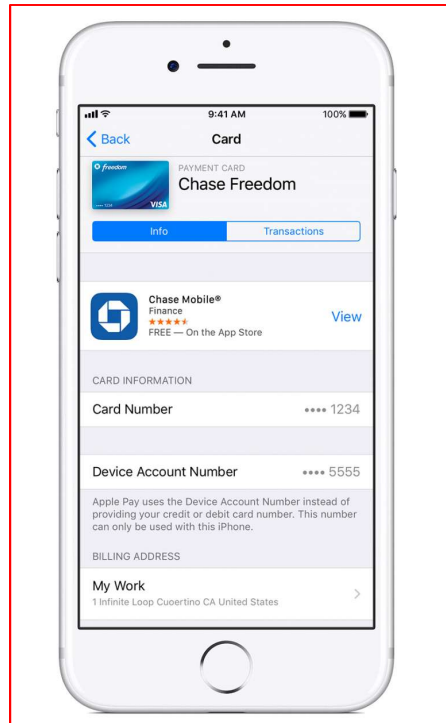 9:41 AM
100%
Back
Card
freedom
PAYMENT CARD
Chase Freedom
•••• 1234
VISA
Info
Transactions
Chase Mobile®
Finance
FREE — On the App Store
View
CARD INFORMATION
Card Number
•••• 1234
Device Account Number
•••• 5555
Apple Pay uses the Device Account Number instead of
providing your credit or debit card number. This number
can only be used with this iPhone.
BILLING ADDRESS
My Work
1 Infinite Loop Cuoertino CA United States